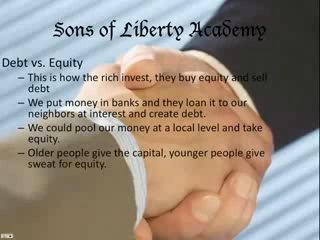 Sons of Liberty Academy
Debt vs. Equity
– This is how the rich invest, they buy equity and sell
debt
– We put money in banks and they loan it to our
neighbors at interest and create debt.
– We could pool our money at a local level and take
equity.
– Older people give the capital, younger people give
sweat for equity.